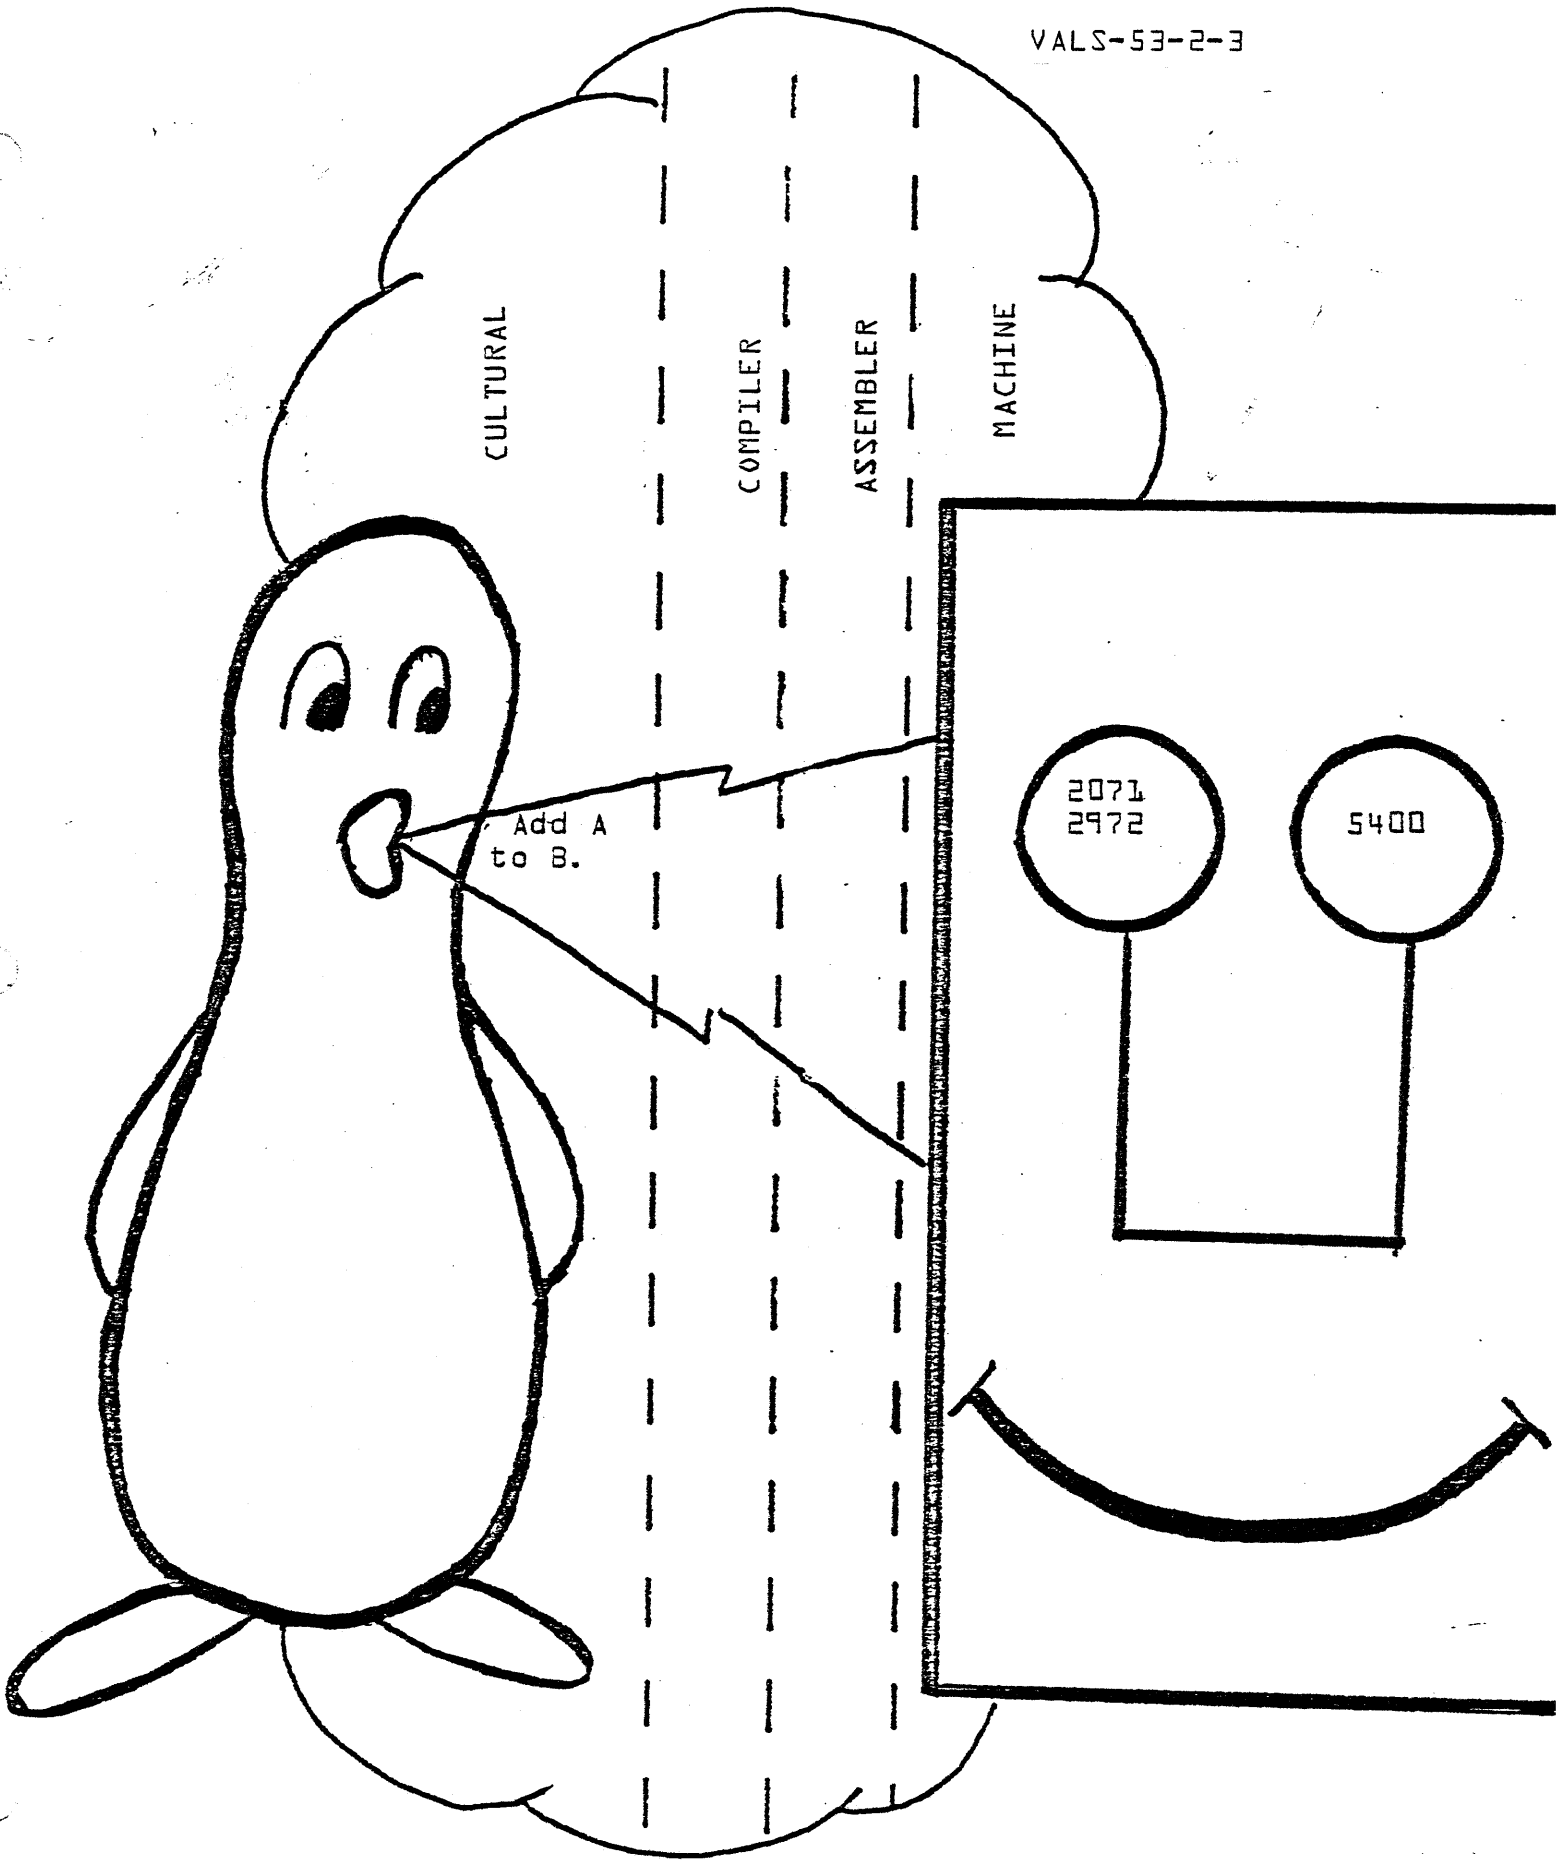 VALS-53-2-3
CULTURAL
COMPILER
ASSEMBLER
MACHINE
Add A
to B.
2071
2972
5400